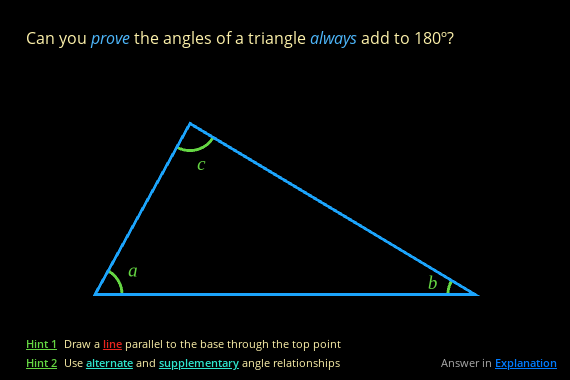 Can you prove the angles of a triangle always add to 180°?
c
a
b
Hint 1 Draw a line parallel to the base through the top point
Hint 2 Use alternate and supplementary angle relationships
Answer in Explanation